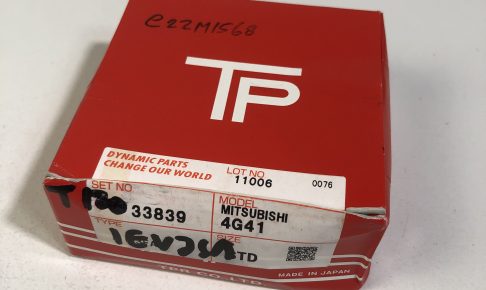 C22M1568
TP
DYNAMIC PARTS
CHANGE OUR WORLD
LOT NO
11006
0076
SET NO
33839
MODEL
MITSUBISHI
4G41
TYPE
SIZE
STD
TPR CO., LTD.
MADE IN JAPAN